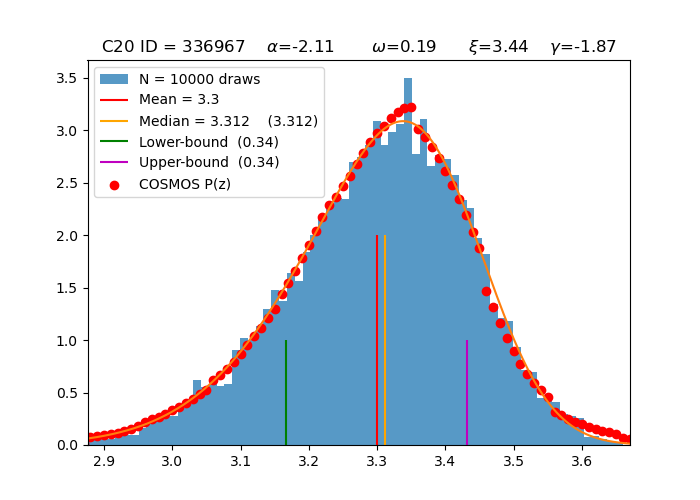 C20 ID = 336967 α=-2.11 ω=0.19 ξ=3.44 γ=-1.87
N = 10000 draws
Mean = 3.3
Median = 3.312 (3.312)
Lower-bound (0.34)
Upper-bound (0.34)
COSMOS P(z)
3.5
3.0
2.5
2.0
1.5
1.0
0.5
0.0
2.9 3.0 3.1 3.2 3.3 3.4 3.5 3.6